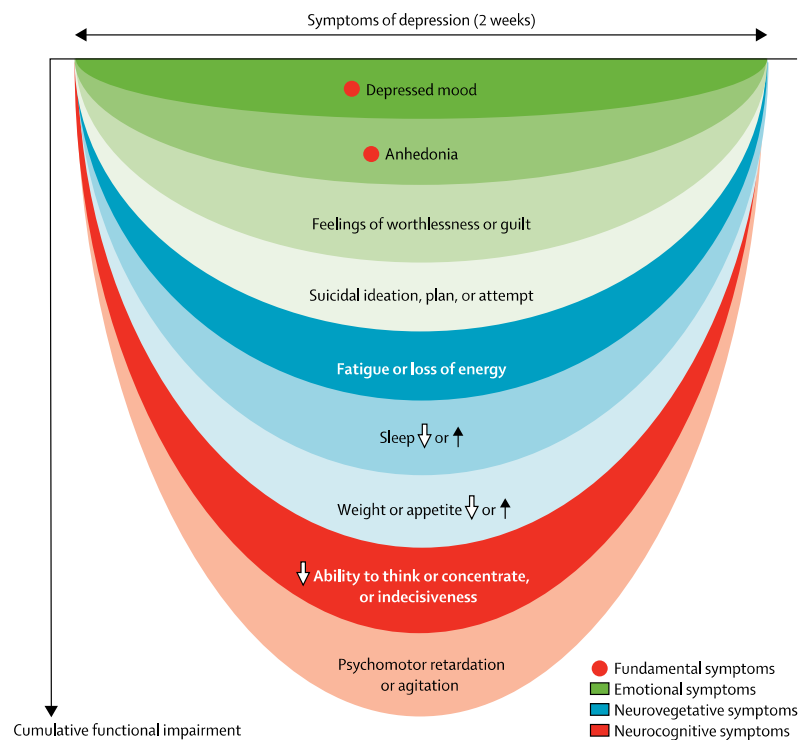 Symptoms of depression (2 weeks)
Depressed mood
Anhedonia
Feelings of worthlessness or guilt
Suicidal ideation, plan, or attempt
Fatigue or loss of energy
Sleep ⇩ or ↑
Weight or appetite ⇩ or ↑
⇩ Ability to think or concentrate,
or indecisiveness
Psychomotor retardation
or agitation
Fundamental symptoms
Emotional symptoms
Neurovegetative symptoms
Neurocognitive symptoms
Cumulative functional impairment